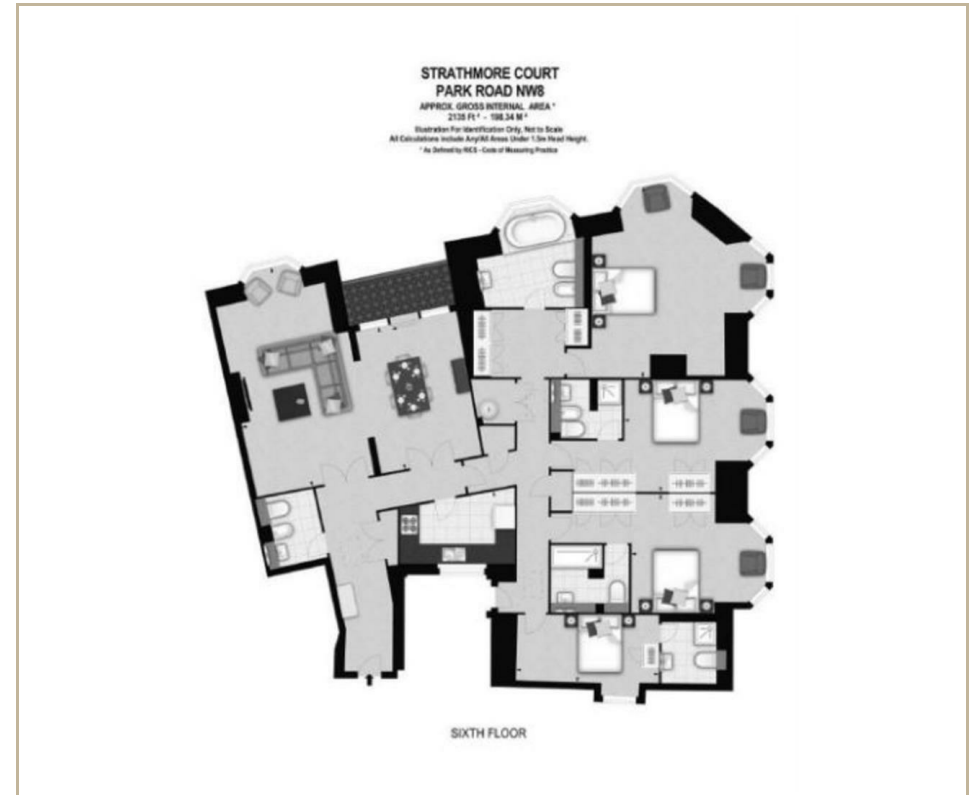 STRATHMORE COURT
PARK ROAD NW8
APPROX. GROSS INTERNAL AREA *
2135 Ft ² - 198.34 M ²
Illustration For Identification Only, Not to Scale
All Calculations Include Any/All Areas Under 1.5m Head Height.
* As Defined by RICS - Code of Measuring Practice
SIXTH FLOOR